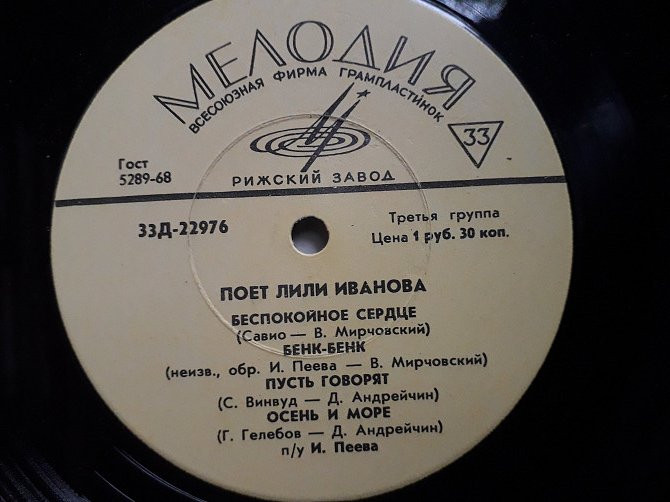 МЕЛОДИЯ
ВСЕСОЮЗНАЯ ФИРМА ГРАМПЛАСТИНОК
33
Гост
5289-68
РИЖСКИЙ ЗАВОД
33Д-22976
Третья группа
Цена 1 руб. 30 коп.
ПОЕТ ЛИЛИ ИВАНОВА
БЕСПОКОЙНОЕ СЕРДЦЕ
(Савио — В. Мирчовский)
БЕНК-БЕНК
(неизв., обр. И. Пеева — В. Мирчовский)
ПУСТЬ ГОВОРЯТ
(С. Винвуд — Д. Андрейчин)
ОСЕНЬ И МОРЕ
(Г. Гелебов — Д. Андрейчин)
п/у И. Пеева